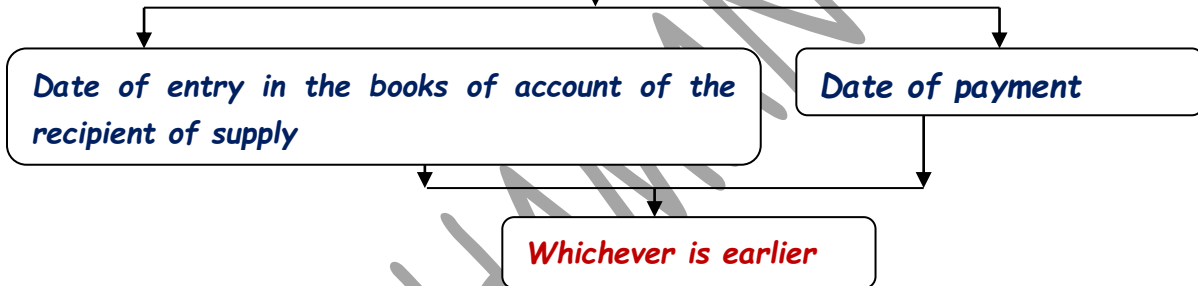 Date of entry in the books of account of the
recipient of supply
Date of payment
Whichever is earlier